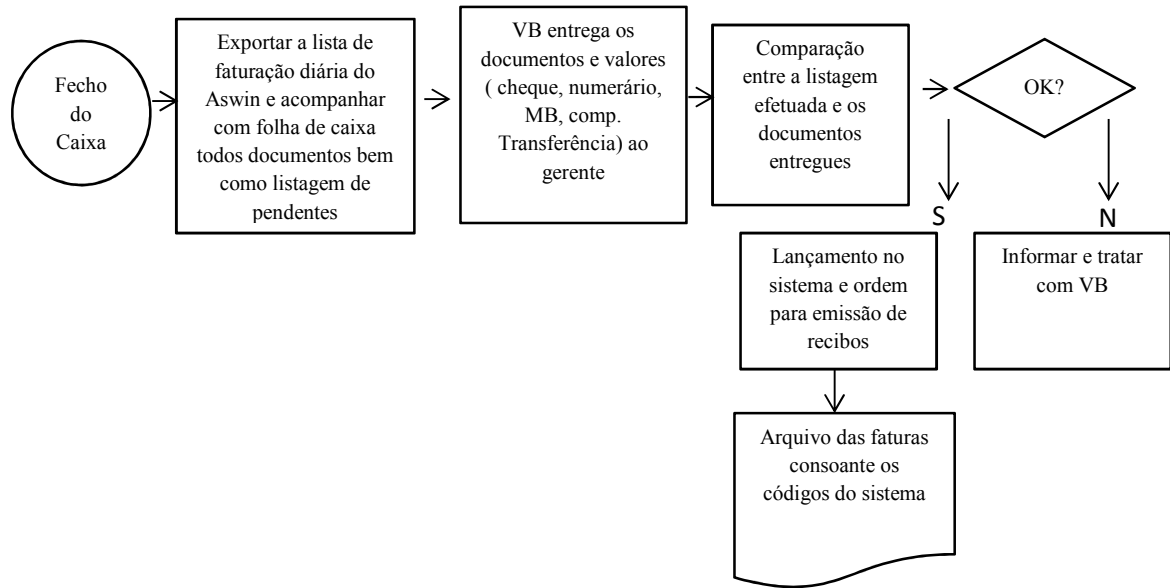 Fecho
do
Caixa
Exportar a lista de
faturação diária do
Aswin e acompanhar
com folha de caixa
todos documentos bem
como listagem de
pendentes
VB entrega os
documentos e valores
( cheque, numerário,
MB, comp.
Transferência) ao
gerente
Comparação
entre a listagem
efetuada e os
documentos
entregues
OK?
S
N
Lançamento no
sistema e ordem
para emissão de
recibos
Informar e tratar
com VB
Arquivo das faturas
consoante os
códigos do sistema